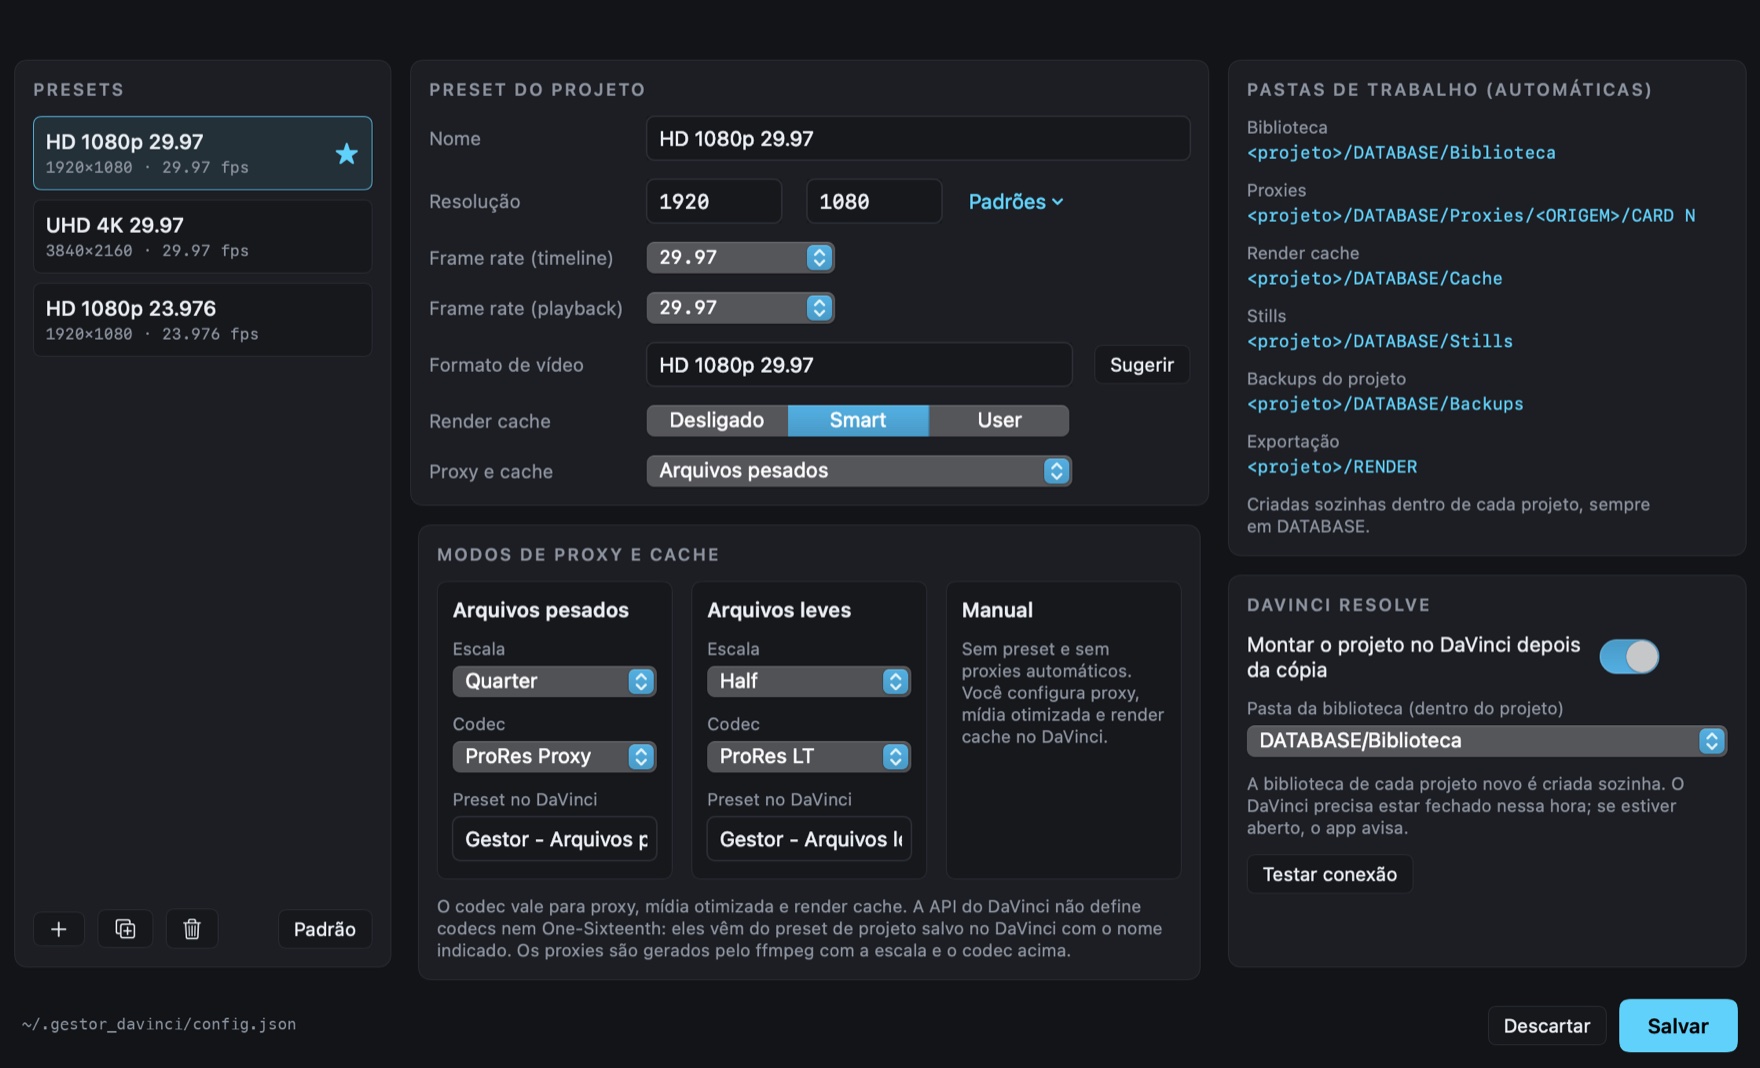 PRESETS
HD 1080p 29.97
1920×1080 · 29.97 fps
UHD 4K 29.97
3840×2160 · 29.97 fps
HD 1080p 23.976
1920×1080 · 23.976 fps
Padrão
PRESET DO PROJETO
Nome
HD 1080p 29.97
Resolução
1920
1080
Padrões
Frame rate (timeline)
29.97
Frame rate (playback)
29.97
Formato de vídeo
HD 1080p 29.97
Sugerir
Render cache
Desligado
Smart
User
Proxy e cache
Arquivos pesados
MODOS DE PROXY E CACHE
Arquivos pesados
Escala
Quarter
Codec
ProRes Proxy
Preset no DaVinci
Gestor - Arquivos p
Arquivos leves
Escala
Half
Codec
ProRes LT
Preset no DaVinci
Gestor - Arquivos le
Manual
Sem preset e sem
proxies automáticos.
Você configura proxy,
mídia otimizada e render
cache no DaVinci.
O codec vale para proxy, mídia otimizada e render cache. A API do DaVinci não define
codecs nem One-Sixteenth: eles vêm do preset de projeto salvo no DaVinci com o nome
indicado. Os proxies são gerados pelo ffmpeg com a escala e o codec acima.
PASTAS DE TRABALHO (AUTOMÁTICAS)
Biblioteca
<projeto>/DATABASE/Biblioteca
Proxies
<projeto>/DATABASE/Proxies/<ORIGEM>/CARD N
Render cache
<projeto>/DATABASE/Cache
Stills
<projeto>/DATABASE/Stills
Backups do projeto
<projeto>/DATABASE/Backups
Exportação
<projeto>/RENDER
Criadas sozinhas dentro de cada projeto, sempre
em DATABASE.
DAVINCI RESOLVE
Montar o projeto no DaVinci depois
da cópia
Pasta da biblioteca (dentro do projeto)
DATABASE/Biblioteca
A biblioteca de cada projeto novo é criada sozinha. O
DaVinci precisa estar fechado nessa hora; se estiver
aberto, o app avisa.
Testar conexão
~/.gestor_davinci/config.json
Descartar
Salvar